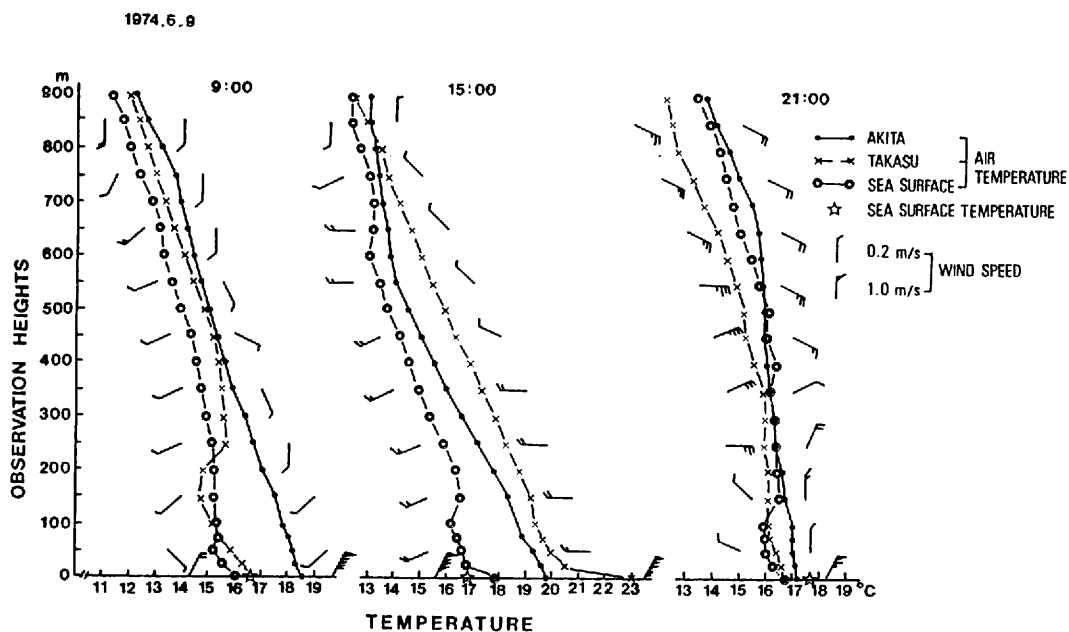 1974.6.9
m
9:00
15:00
21:00
900
800
700
600
500
400
300
200
100
0
OBSERVATION HEIGHTS
AKITA
TAKASU
SEA SURFACE
AIR TEMPERATURE
SEA SURFACE TEMPERATURE
0.2 m/s
1.0 m/s
WIND SPEED
11 12 13 14 15 16 17 18 19
13 14 15 16 17 18 19 20 21 22 23
13 14 15 16 17 18 19 °C
TEMPERATURE